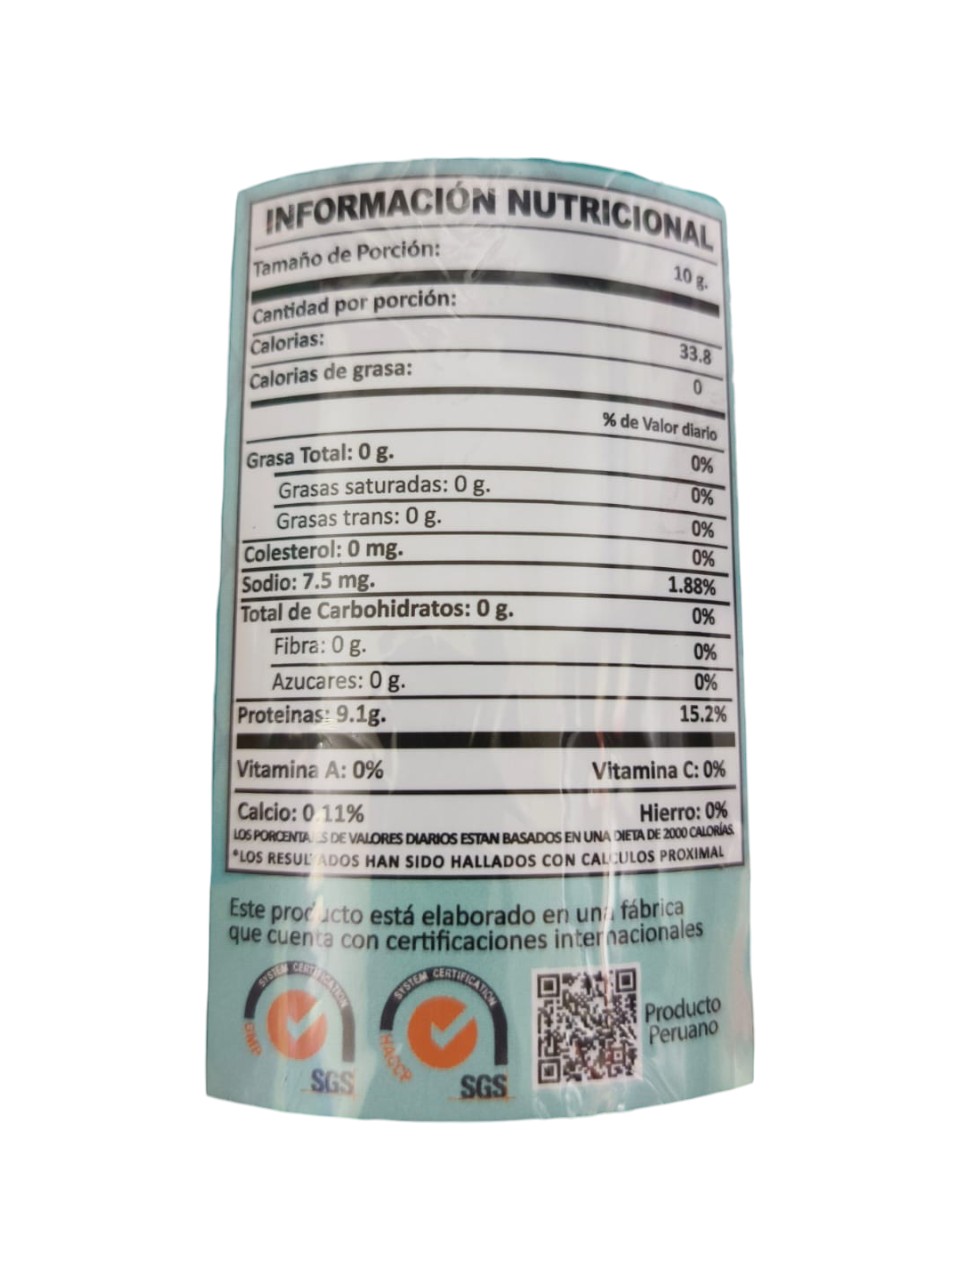 INFORMACIÓN NUTRICIONAL
Tamaño de Porción: 10 g.
Cantidad por porción:
Calorias: 33.8
Calorias de grasa: 0
% de Valor diario
Grasa Total: 0 g. 0%
Grasas saturadas: 0 g. 0%
Grasas trans: 0 g. 0%
Colesterol: 0 mg. 0%
Sodio: 7.5 mg. 1.88%
Total de Carbohidratos: 0 g. 0%
Fibra: 0 g. 0%
Azucares: 0 g. 0%
Proteinas: 9.1g. 15.2%
Vitamina A: 0% Vitamina C: 0%
Calcio: 0.11% Hierro: 0%
LOS PORCENTAJES DE VALORES DIARIOS ESTAN BASADOS EN UNA DIETA DE 2000 CALORÍAS.
*LOS RESULTADOS HAN SIDO HALLADOS CON CALCULOS PROXIMAL
Este producto está elaborado en una fábrica
que cuenta con certificaciones internacionales
SYSTEM CERTIFICATION
GMP
SGS
SYSTEM CERTIFICATION
HACCP
SGS
Producto
Peruano